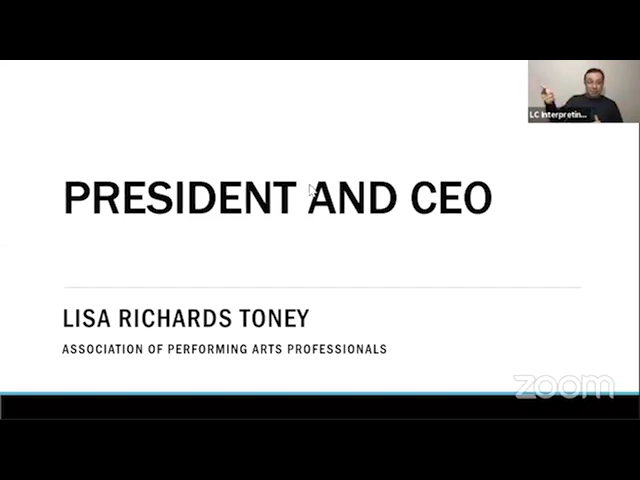 LC Interpretin...
PRESIDENT AND CEO
LISA RICHARDS TONEY
ASSOCIATION OF PERFORMING ARTS PROFESSIONALS
zoom